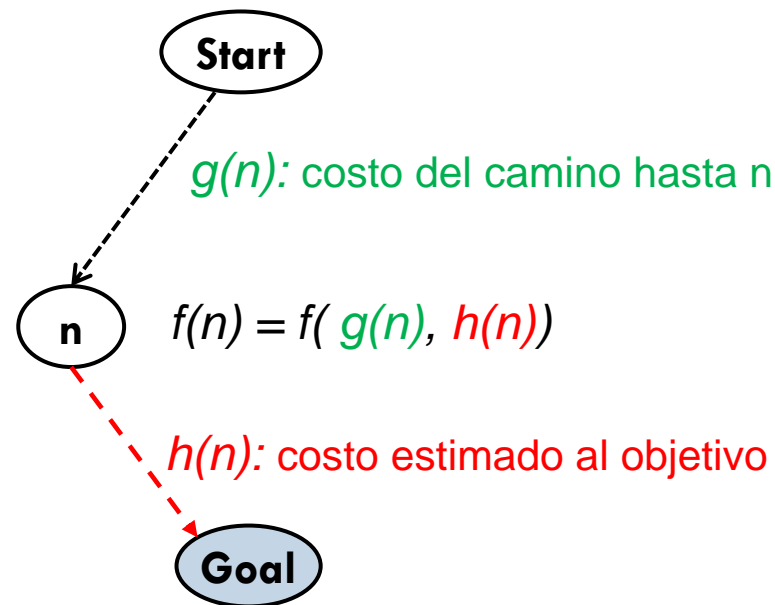 Start
g(n): costo del camino hasta n
n
f(n) = f( g(n), h(n))
h(n): costo estimado al objetivo
Goal